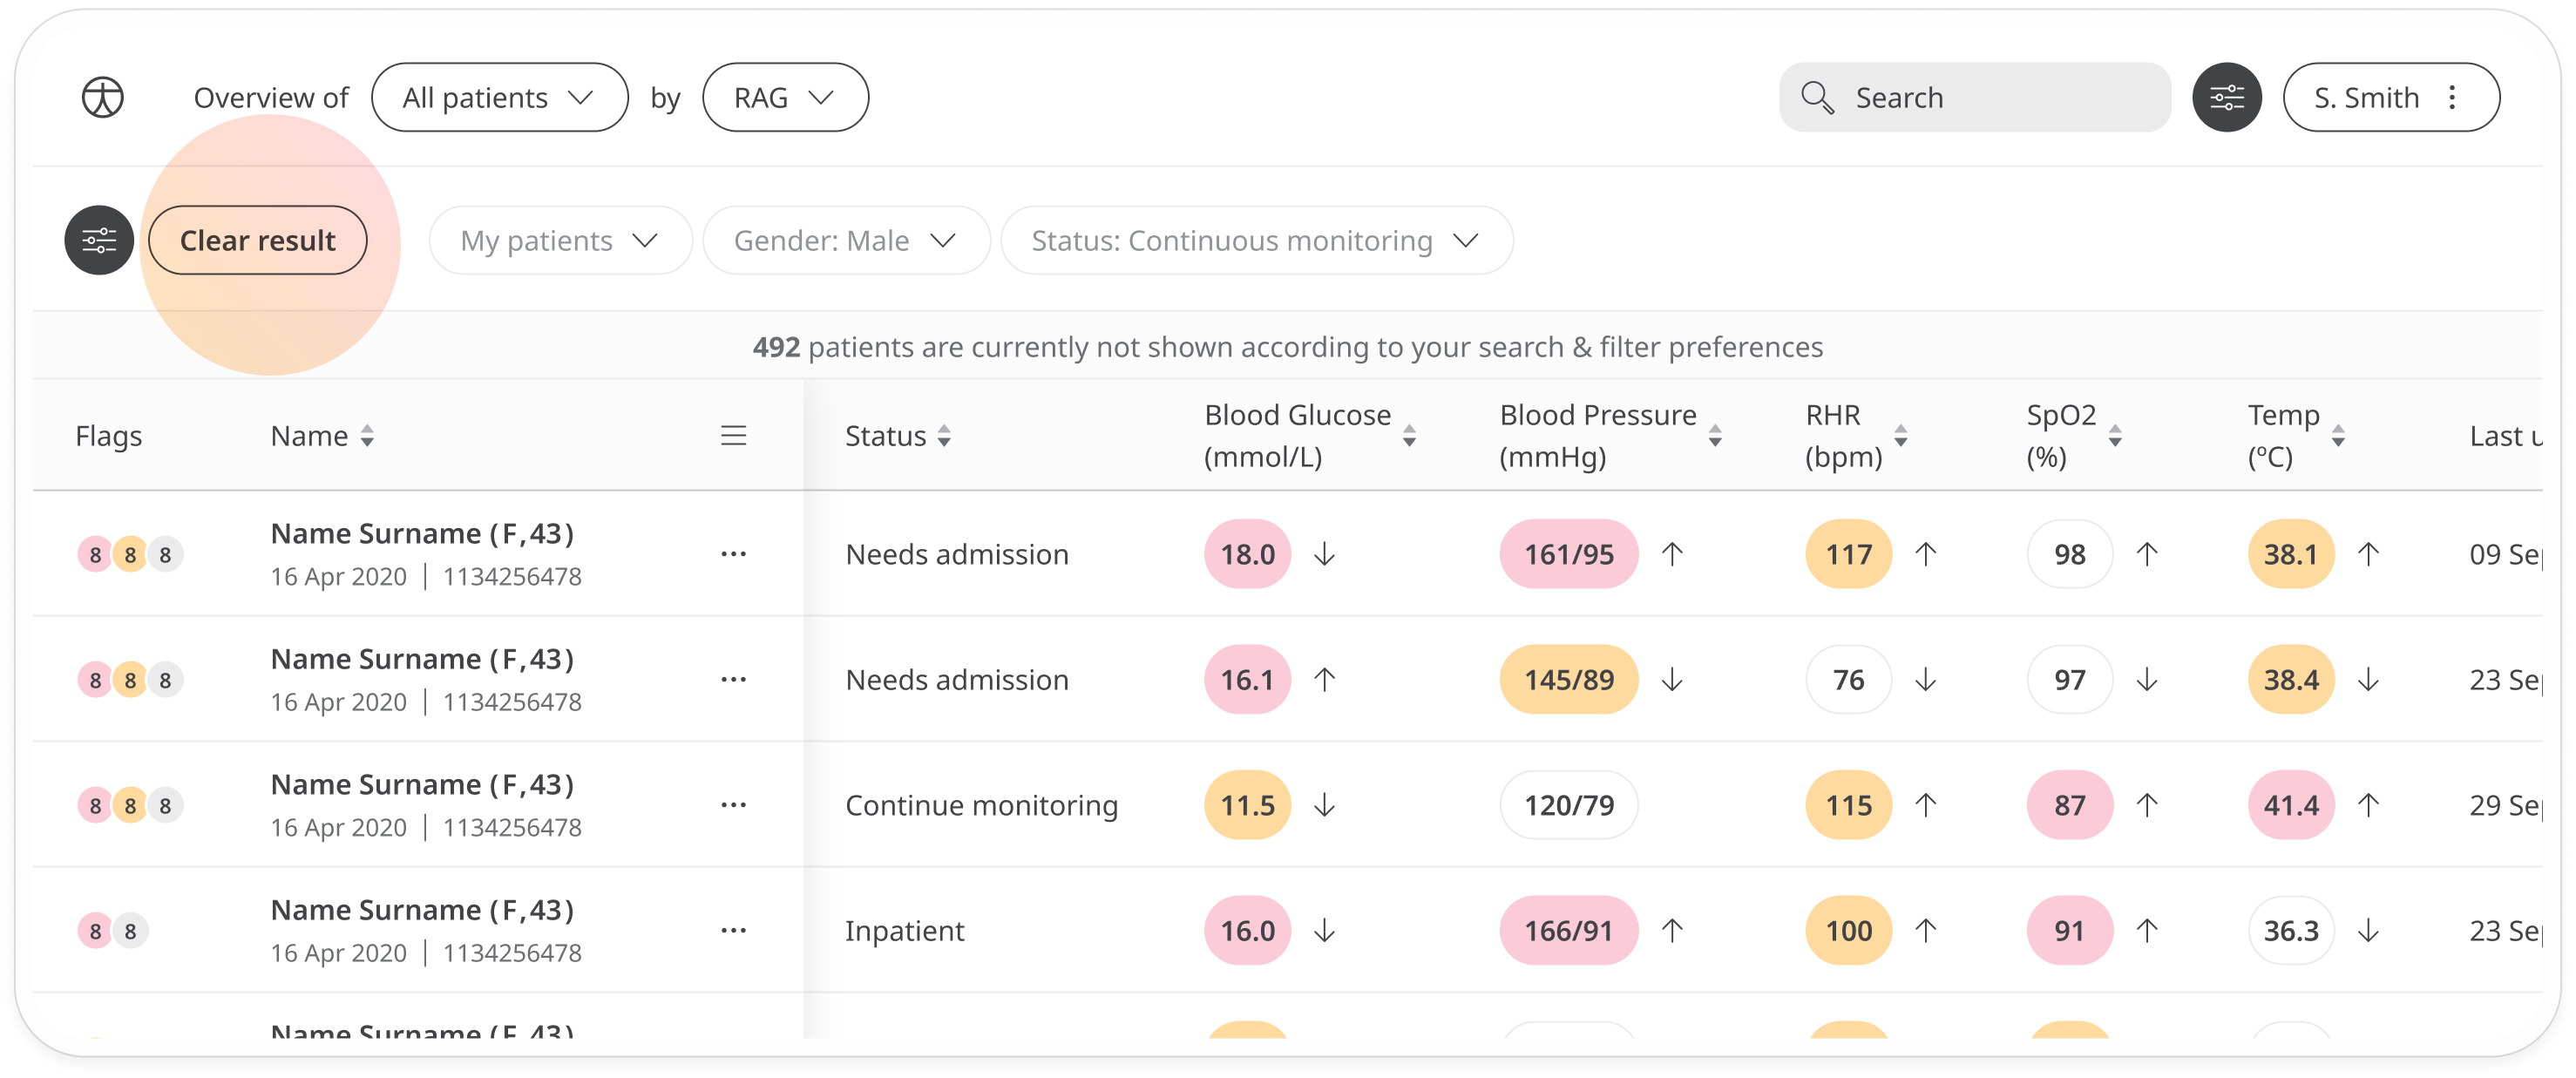 Overview of All patients by RAG Search S. Smith
Clear result My patients Gender: Male Status: Continuous monitoring
492 patients are currently not shown according to your search & filter preferences
Flags Name Status Blood Glucose (mmol/L) Blood Pressure (mmHg) RHR (bpm) SpO2 (%) Temp (ºC) Last u
8 8 8 Name Surname (F,43) ··· Needs admission 18.0 ↓ 161/95 ↑ 117 ↑ 98 ↑ 38.1 ↑ 09 Sep
16 Apr 2020 | 1134256478
8 8 8 Name Surname (F,43) ··· Needs admission 16.1 ↑ 145/89 ↓ 76 ↓ 97 ↓ 38.4 ↓ 23 Sep
16 Apr 2020 | 1134256478
8 8 8 Name Surname (F,43) ··· Continue monitoring 11.5 ↓ 120/79 115 ↑ 87 ↑ 41.4 ↑ 29 Sep
16 Apr 2020 | 1134256478
8 8 Name Surname (F,43) ··· Inpatient 16.0 ↓ 166/91 ↑ 100 ↑ 91 ↑ 36.3 ↓ 23 Sep
16 Apr 2020 | 1134256478
Name Surname (F,43)